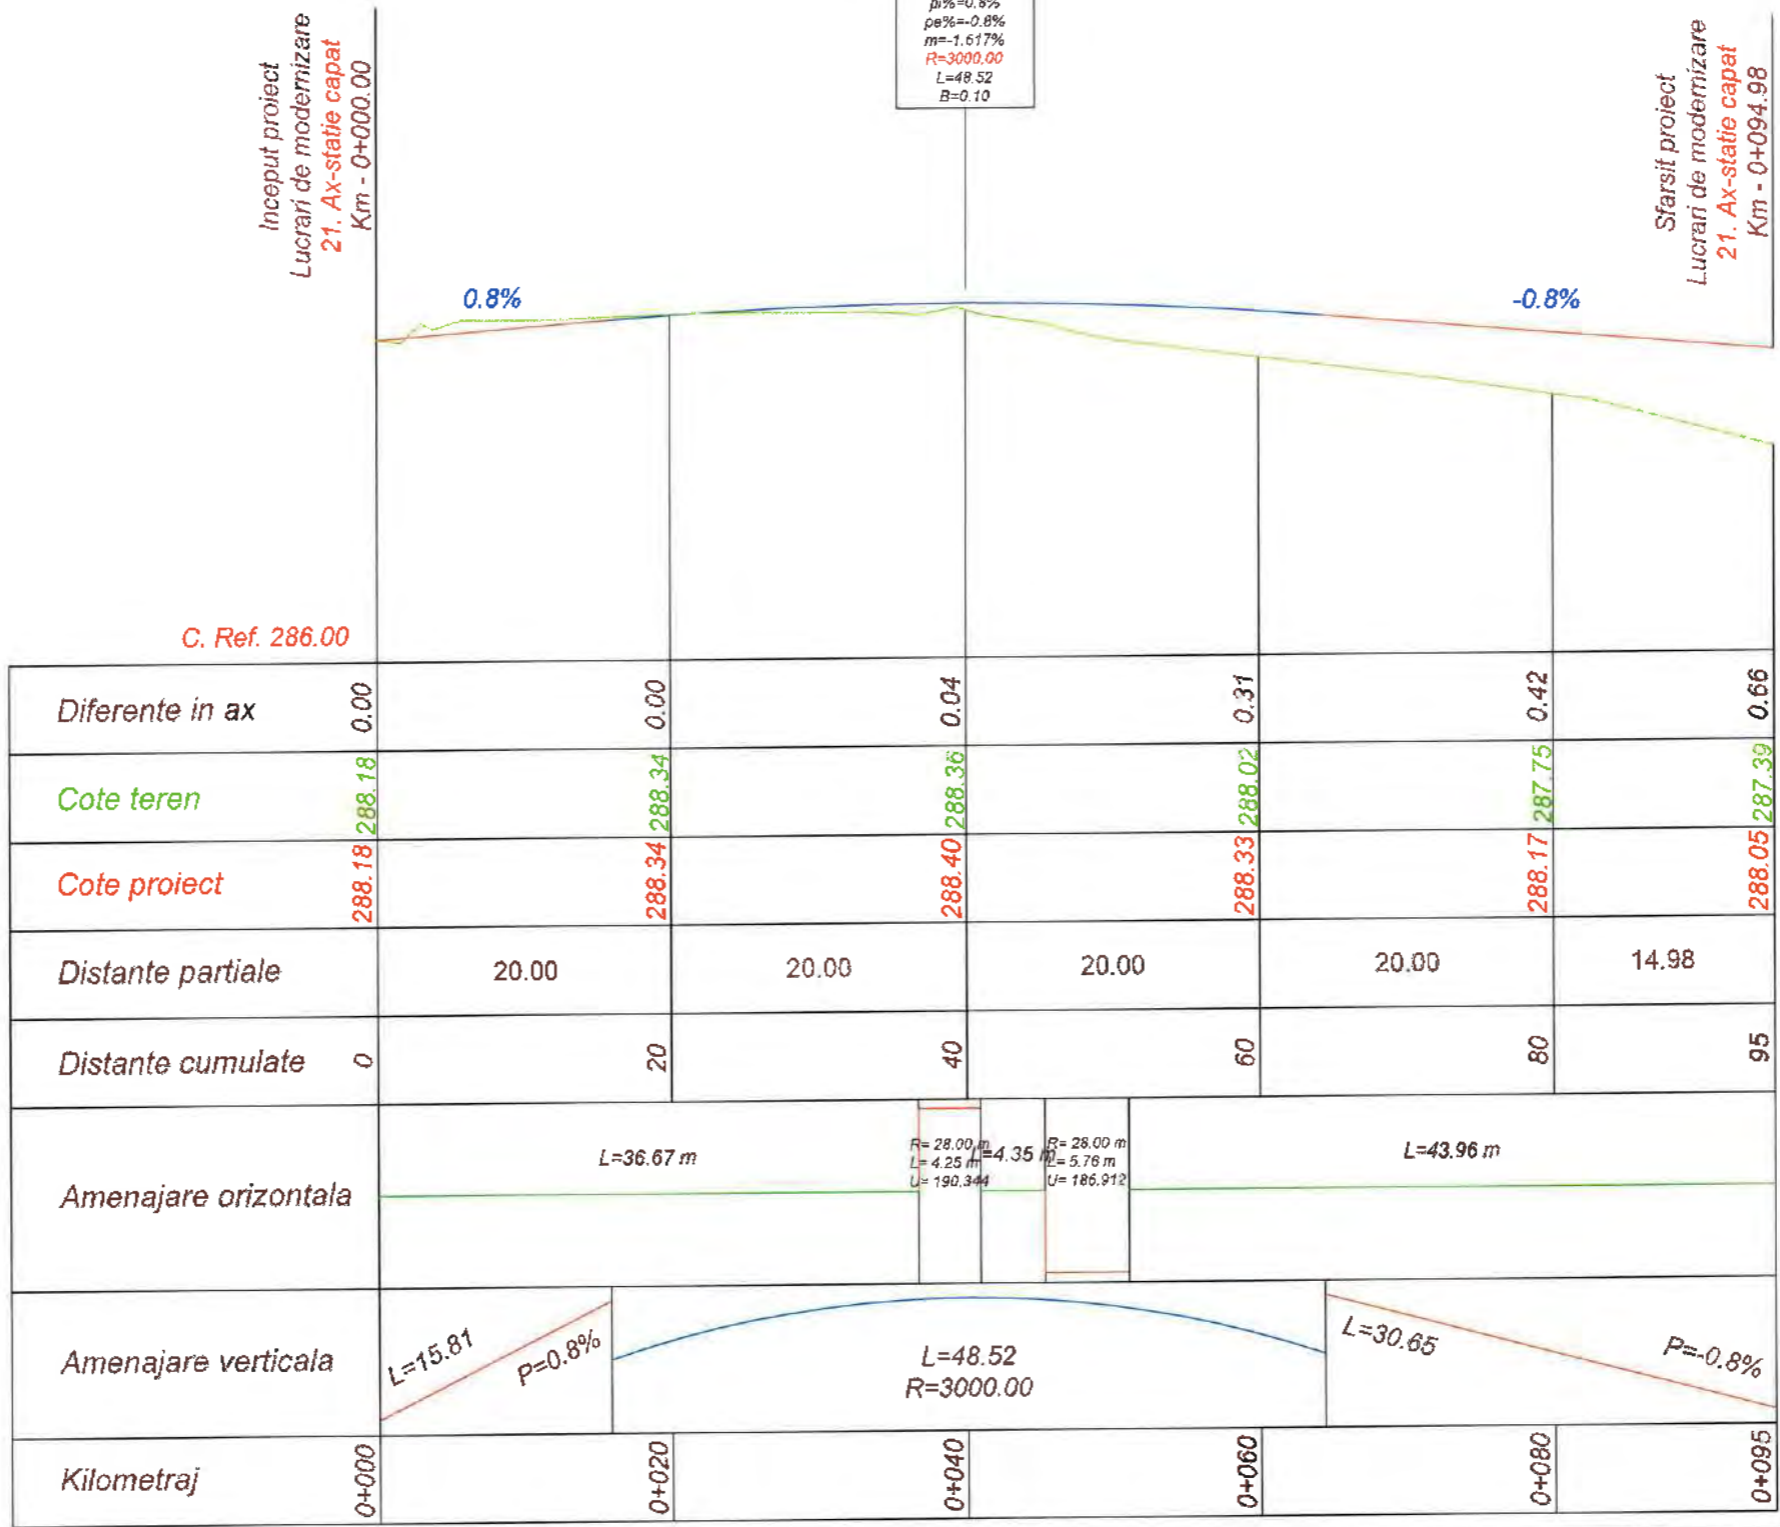 pi%=0.8%
pe%=-0.8%
m=-1.617%
R=3000.00
L=48.52
B=0.10
Inceput proiect
Lucrari de modernizare
21. Ax-statie capat
Km - 0+000.00
Sfarsit proiect
Lucrari de modernizare
21. Ax-statie capat
Km - 0+094.98
0.8%
-0.8%
C. Ref. 286.00
Diferente in ax 0.00 0.00 0.04 0.31 0.42 0.66
Cote teren 288.18 288.34 288.36 288.02 287.75 287.39
Cote proiect 288.18 288.34 288.40 288.33 288.17 288.05
Distante partiale 20.00 20.00 20.00 20.00 14.98
Distante cumulate 0 20 40 60 80 95
Amenajare orizontala
L=36.67 m
R= 28.00 m
L= 4.25 m
U= 190.344
L=4.35 m
R= 28.00 m
L= 5.76 m
U= 186.912
L=43.96 m
Amenajare verticala
L=15.81
P=0.8%
L=48.52
R=3000.00
L=30.65
P=-0.8%
Kilometraj 0+000 0+020 0+040 0+060 0+080 0+095